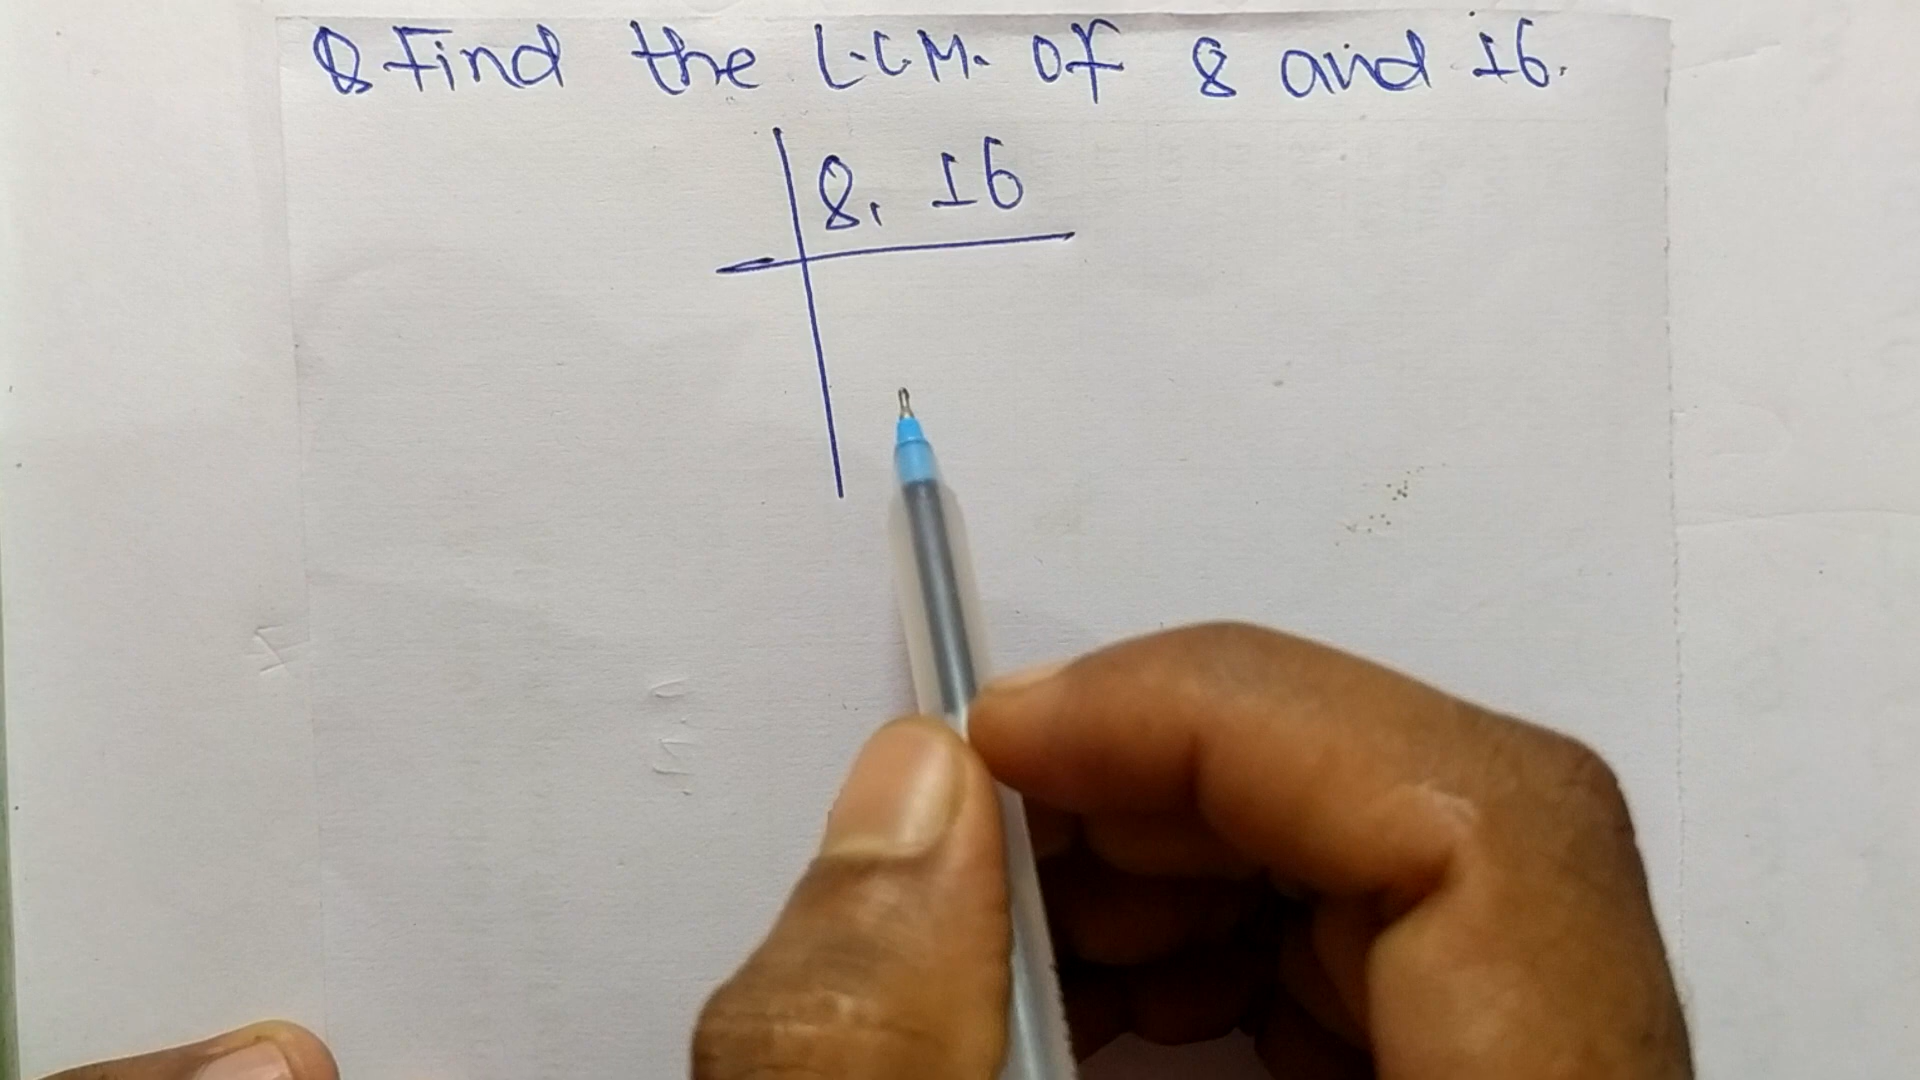 Q Find the L.C.M. of 8 and 16.
8, 16